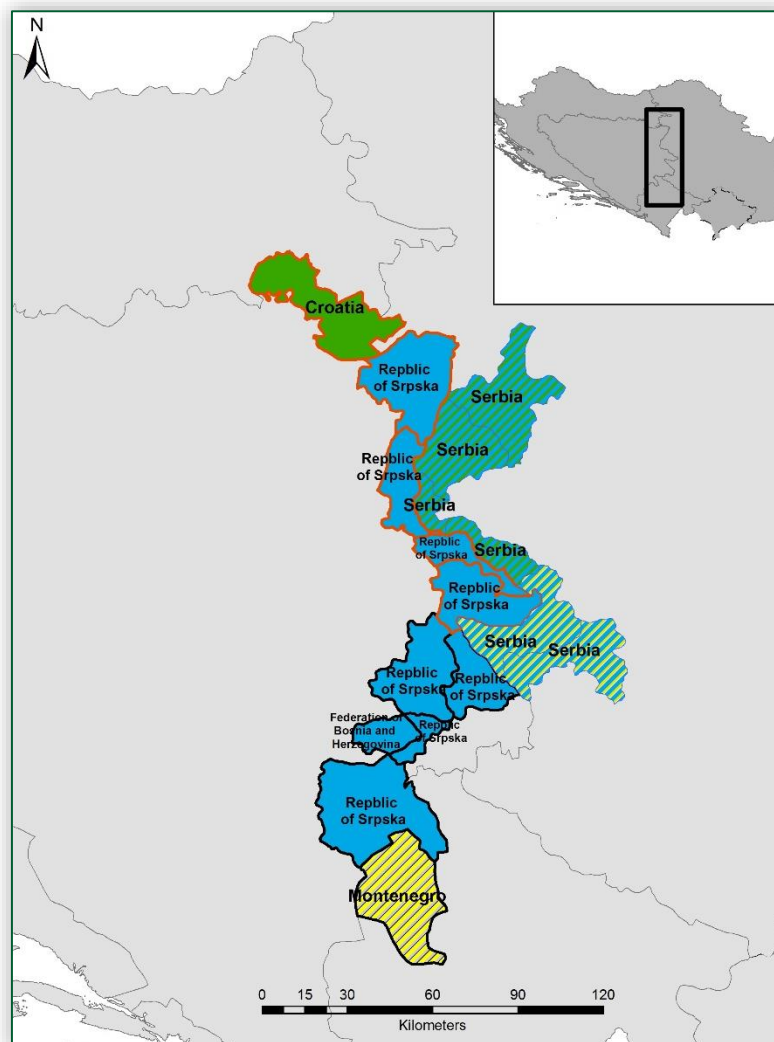 N
Croatia
Repblic
of Srpska
Serbia
Serbia
Repblic
of Srpska
Serbia
Repblic
of Srpska
Serbia
Repblic
of Srpska
Serbia
Serbia
Repblic
of Srpska
Repblic
of Srpska
Federation of
Bosnia and
Herzegovina
Repblic
of Srpska
Repblic
of Srpska
Montenegro
0 15 30 60 90 120
Kilometers